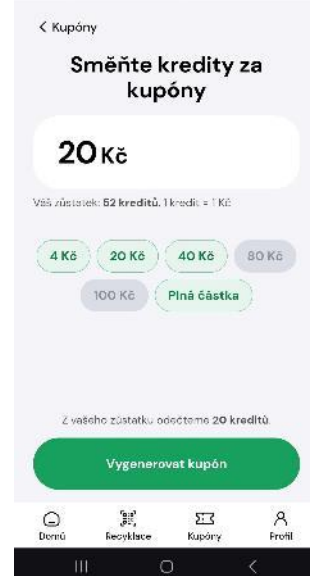 < Kupóny
Směňte kredity za
kupóny
20 Kč
Váš zůstatek: 52 kreditů. 1 kredit = 1 Kč
4 Kč 20 Kč 40 Kč 80 Kč
100 Kč Plná částka
Z vašeho zůstatku odečteme 20 kreditů
Vygenerovat kupón
Domů Recyklace Kupóny Profil